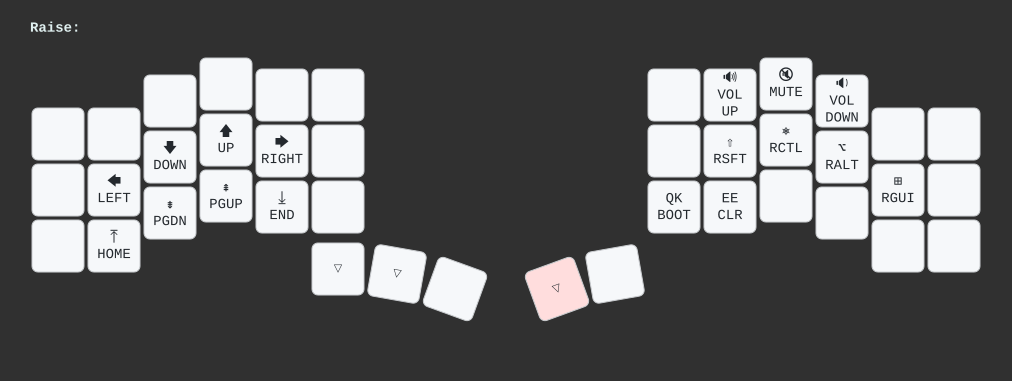 Raise:
VOL
UP
MUTE
VOL
DOWN
LEFT
DOWN
UP
RIGHT
RSFT
RCTL
RALT
RGUI
HOME
PGDN
PGUP
END
QK
BOOT
EE
CLR